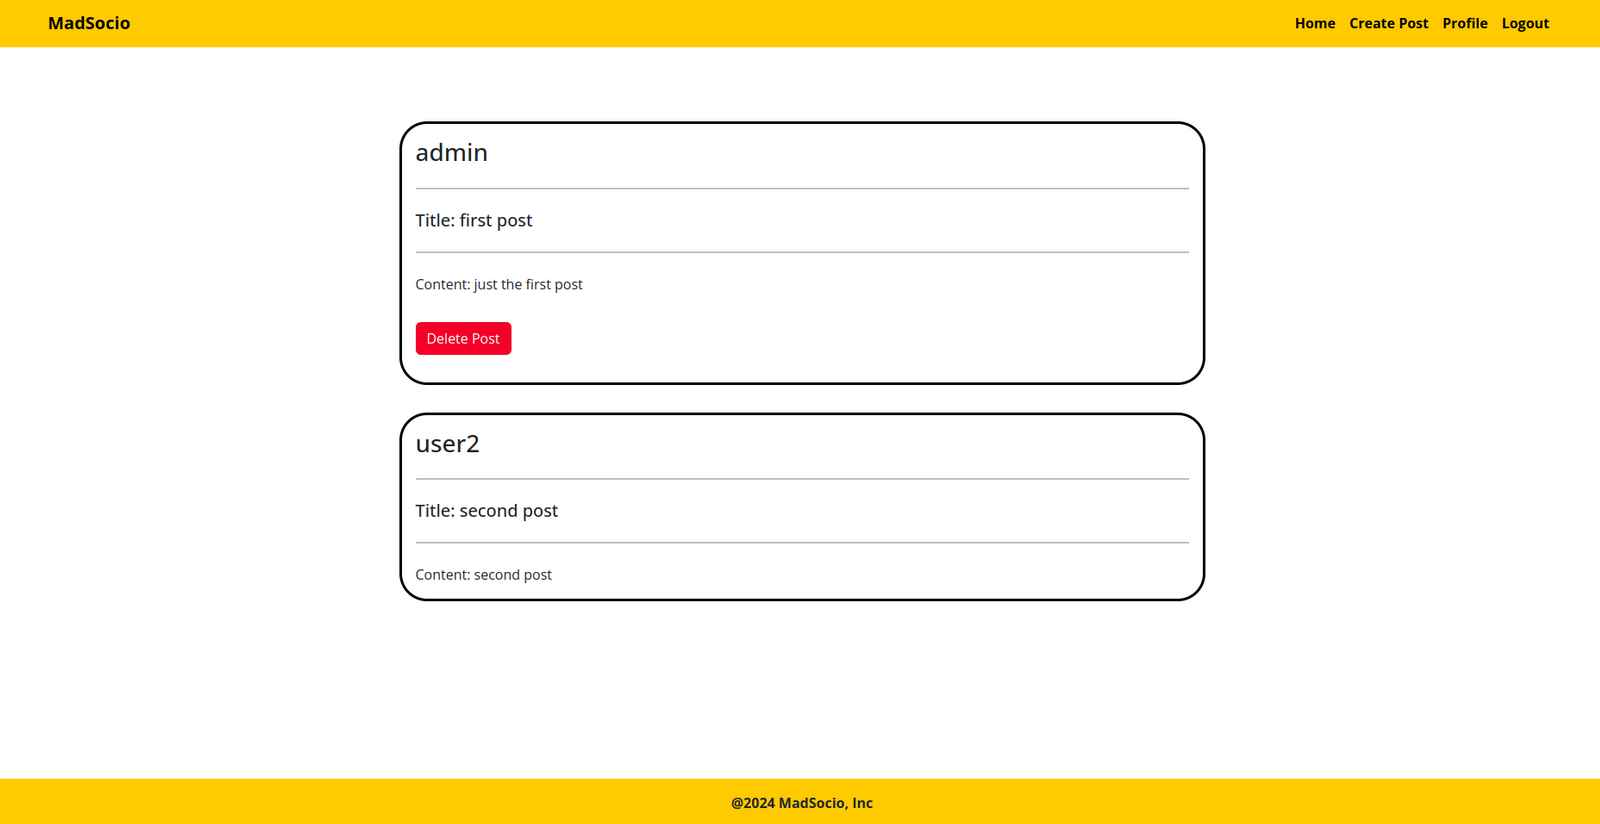 MadSocio
Home Create Post Profile Logout
admin
Title: first post
Content: just the first post
Delete Post
user2
Title: second post
Content: second post
@2024 MadSocio, Inc